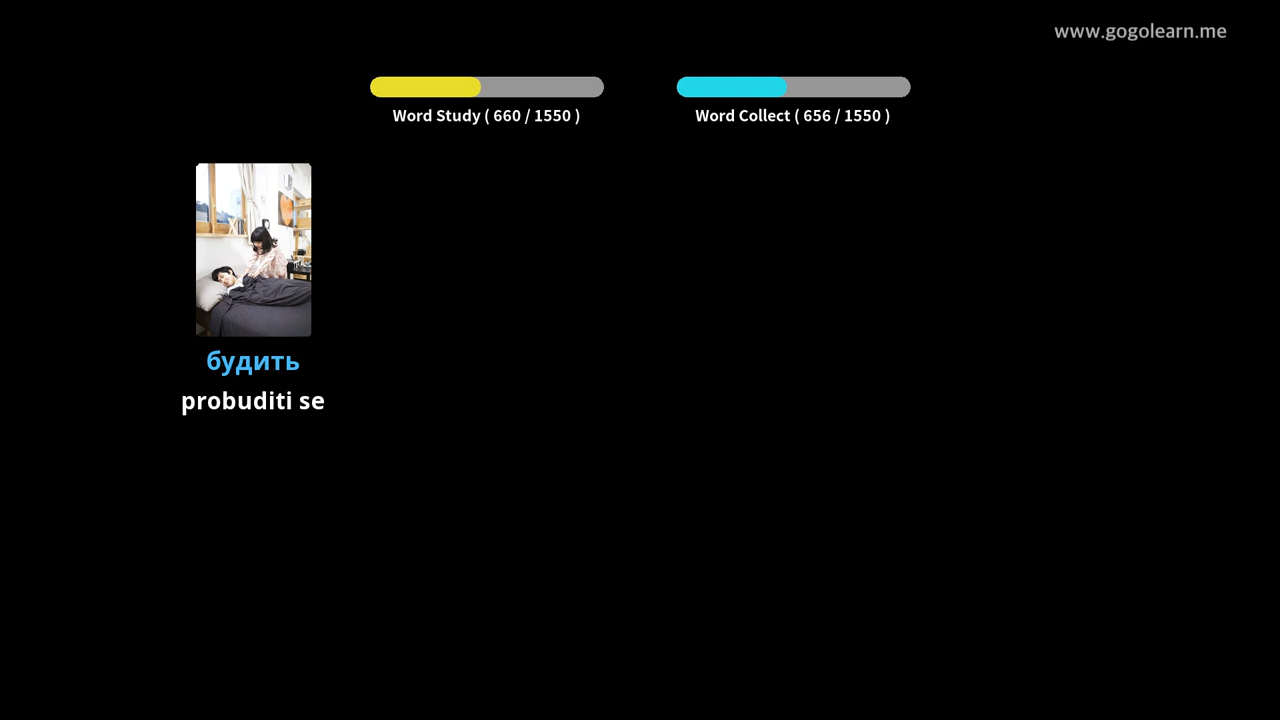 www.gogolearn.me
Word Study ( 660 / 1550 )
Word Collect ( 656 / 1550 )
будить
probuditi se